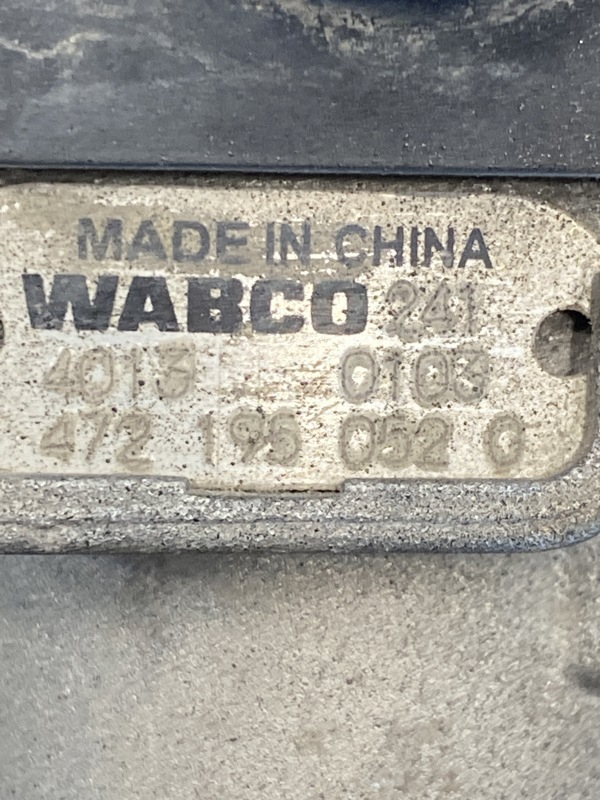 MADE IN CHINA
WABCO 241
4013 0103
472 195 052 0